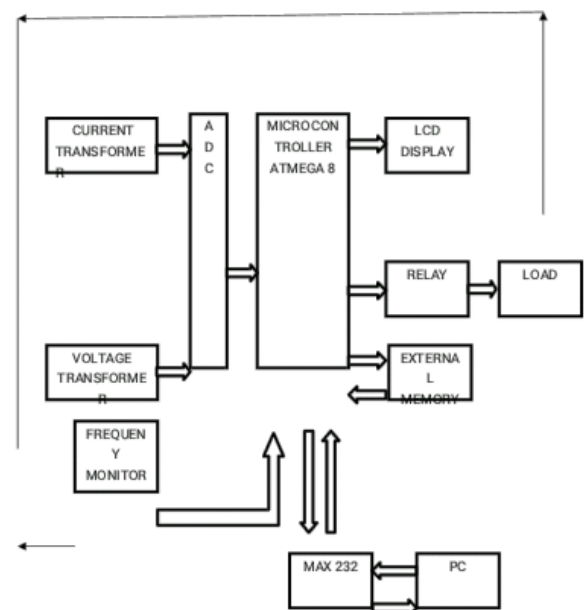 CURRENT
TRANSFORME
R
A
D
C
MICROCON
TROLLER
ATMEGA 8
LCD
DISPLAY
RELAY
LOAD
VOLTAGE
TRANSFORME
R
EXTERNA
L
MEMORY
FREQUEN
Y
MONITOR
MAX 232
PC